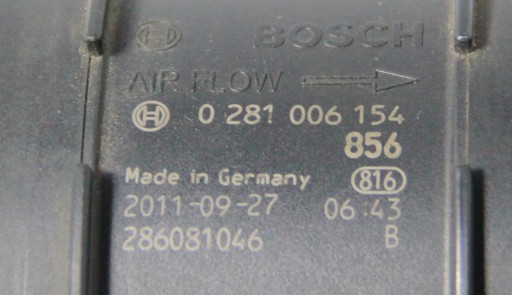 BOSCH
AIR FLOW
0 281 006 154
856
Made in Germany 816
2011-09-27 06:43
286081046 B